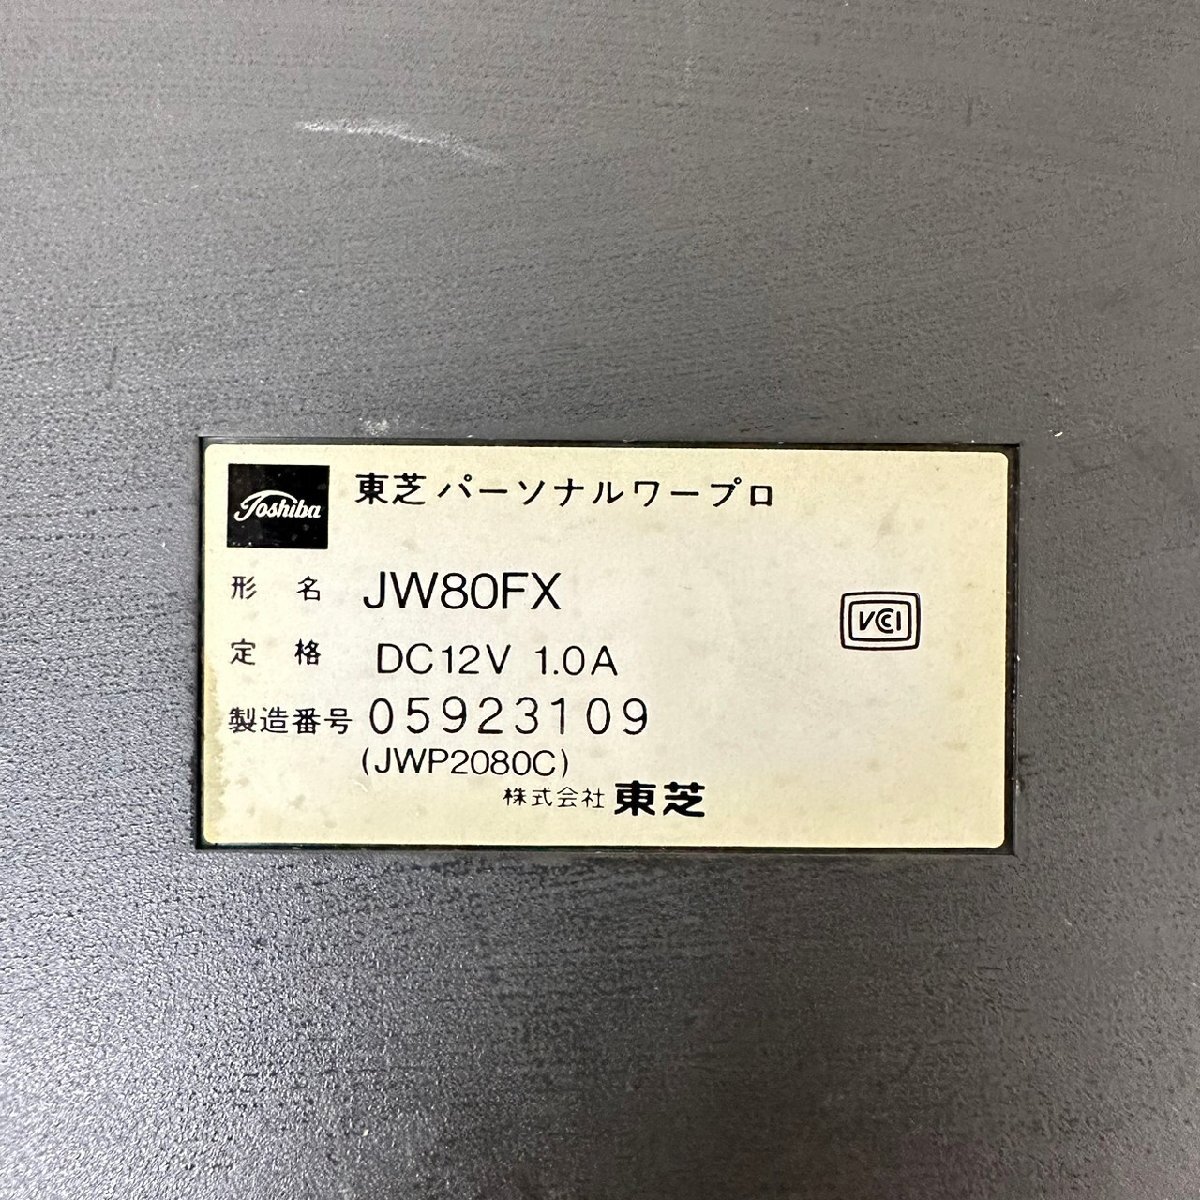 Toshiba 東芝 パーソナルワープロ
形 名 JW80FX
VCCI
定 格 DC12V 1.0A
製造番号 05923109
(JWP2080C)
株式会社 東芝